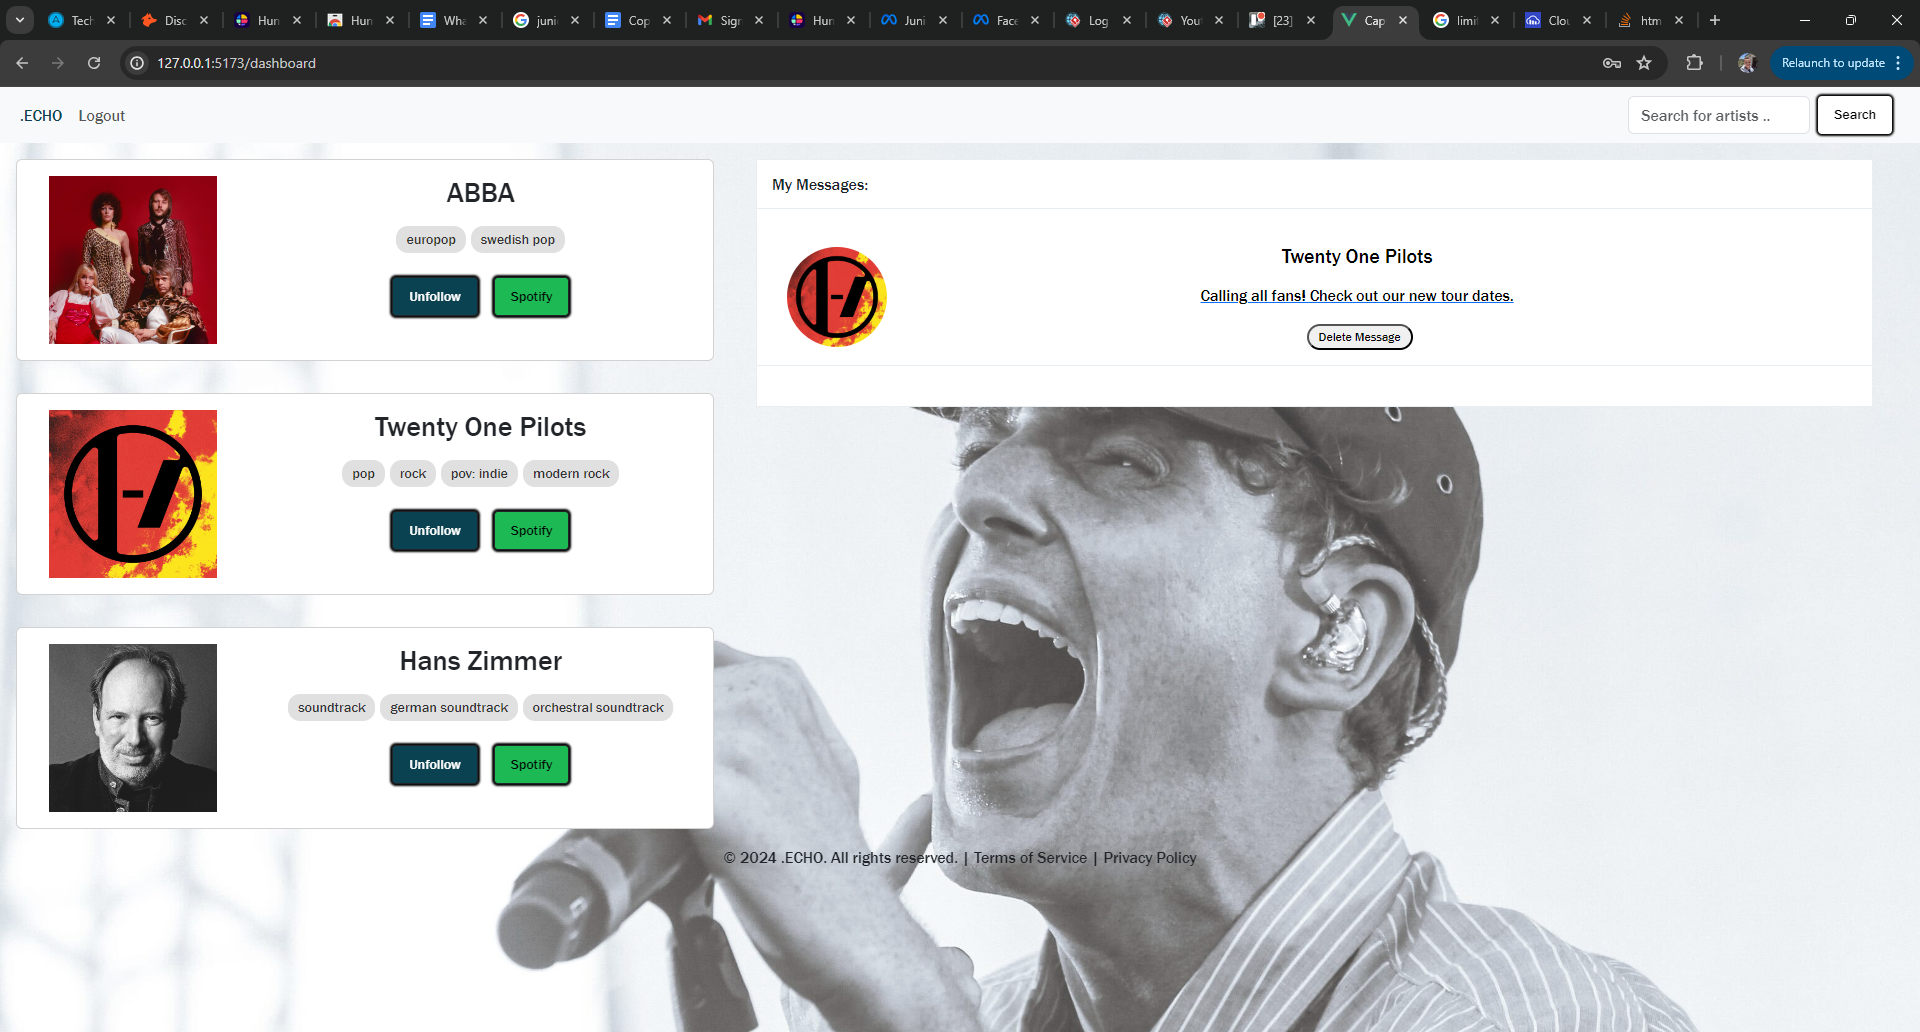 Tech
Disc
Hun
Hun
Wha
juni
Cop
Sign
Hun
Juni
Face
Log
You
[23]
Cap
limi
Clou
htm
127.0.0.1:5173/dashboard
Relaunch to update
.ECHO
Logout
Search for artists ..
Search
ABBA
europop
swedish pop
Unfollow
Spotify
Twenty One Pilots
pop
rock
pov: indie
modern rock
Unfollow
Spotify
Hans Zimmer
soundtrack
german soundtrack
orchestral soundtrack
Unfollow
Spotify
My Messages:
Twenty One Pilots
Calling all fans! Check out our new tour dates.
Delete Message
© 2024 .ECHO. All rights reserved. | Terms of Service | Privacy Policy